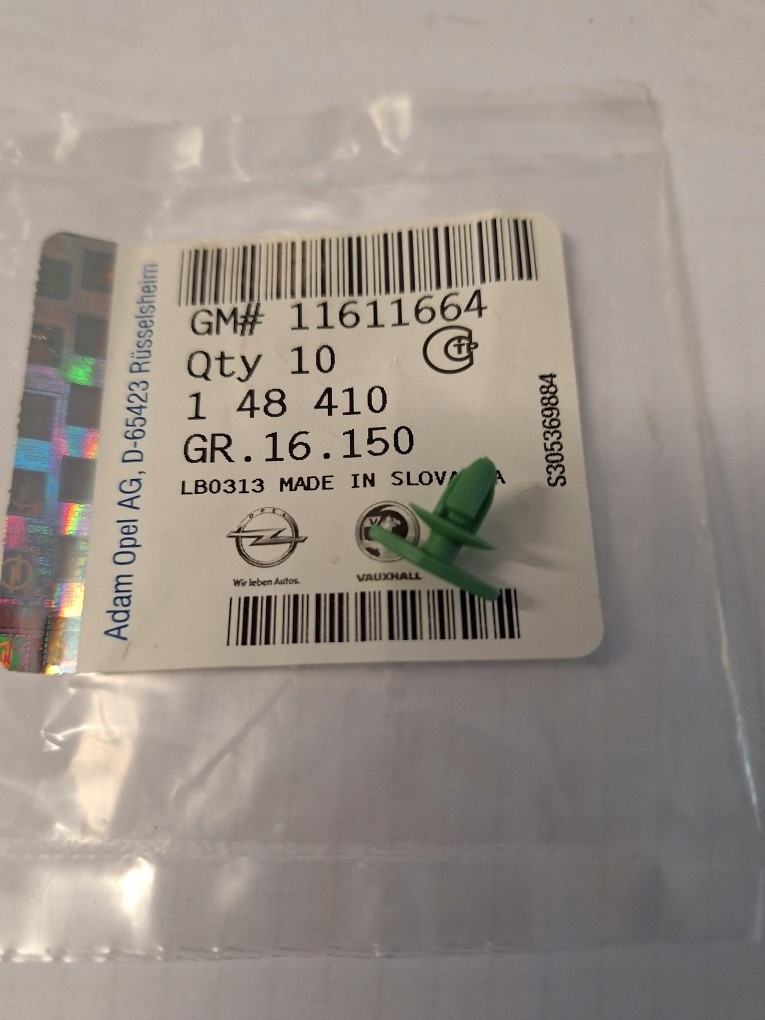 Adam Opel AG, D-65423 Rüsselsheim
GM# 11611664
Qty 10
1 48 410
GR.16.150
LB0313 MADE IN
S305369884
OPEL
Wir leben Autos.
VAUXHALL